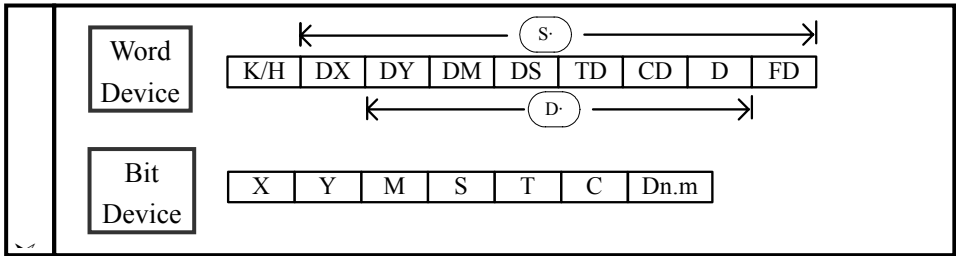 S·
Word
Device
K/H DX DY DM DS TD CD D FD
D·
Bit
Device
X Y M S T C Dn.m